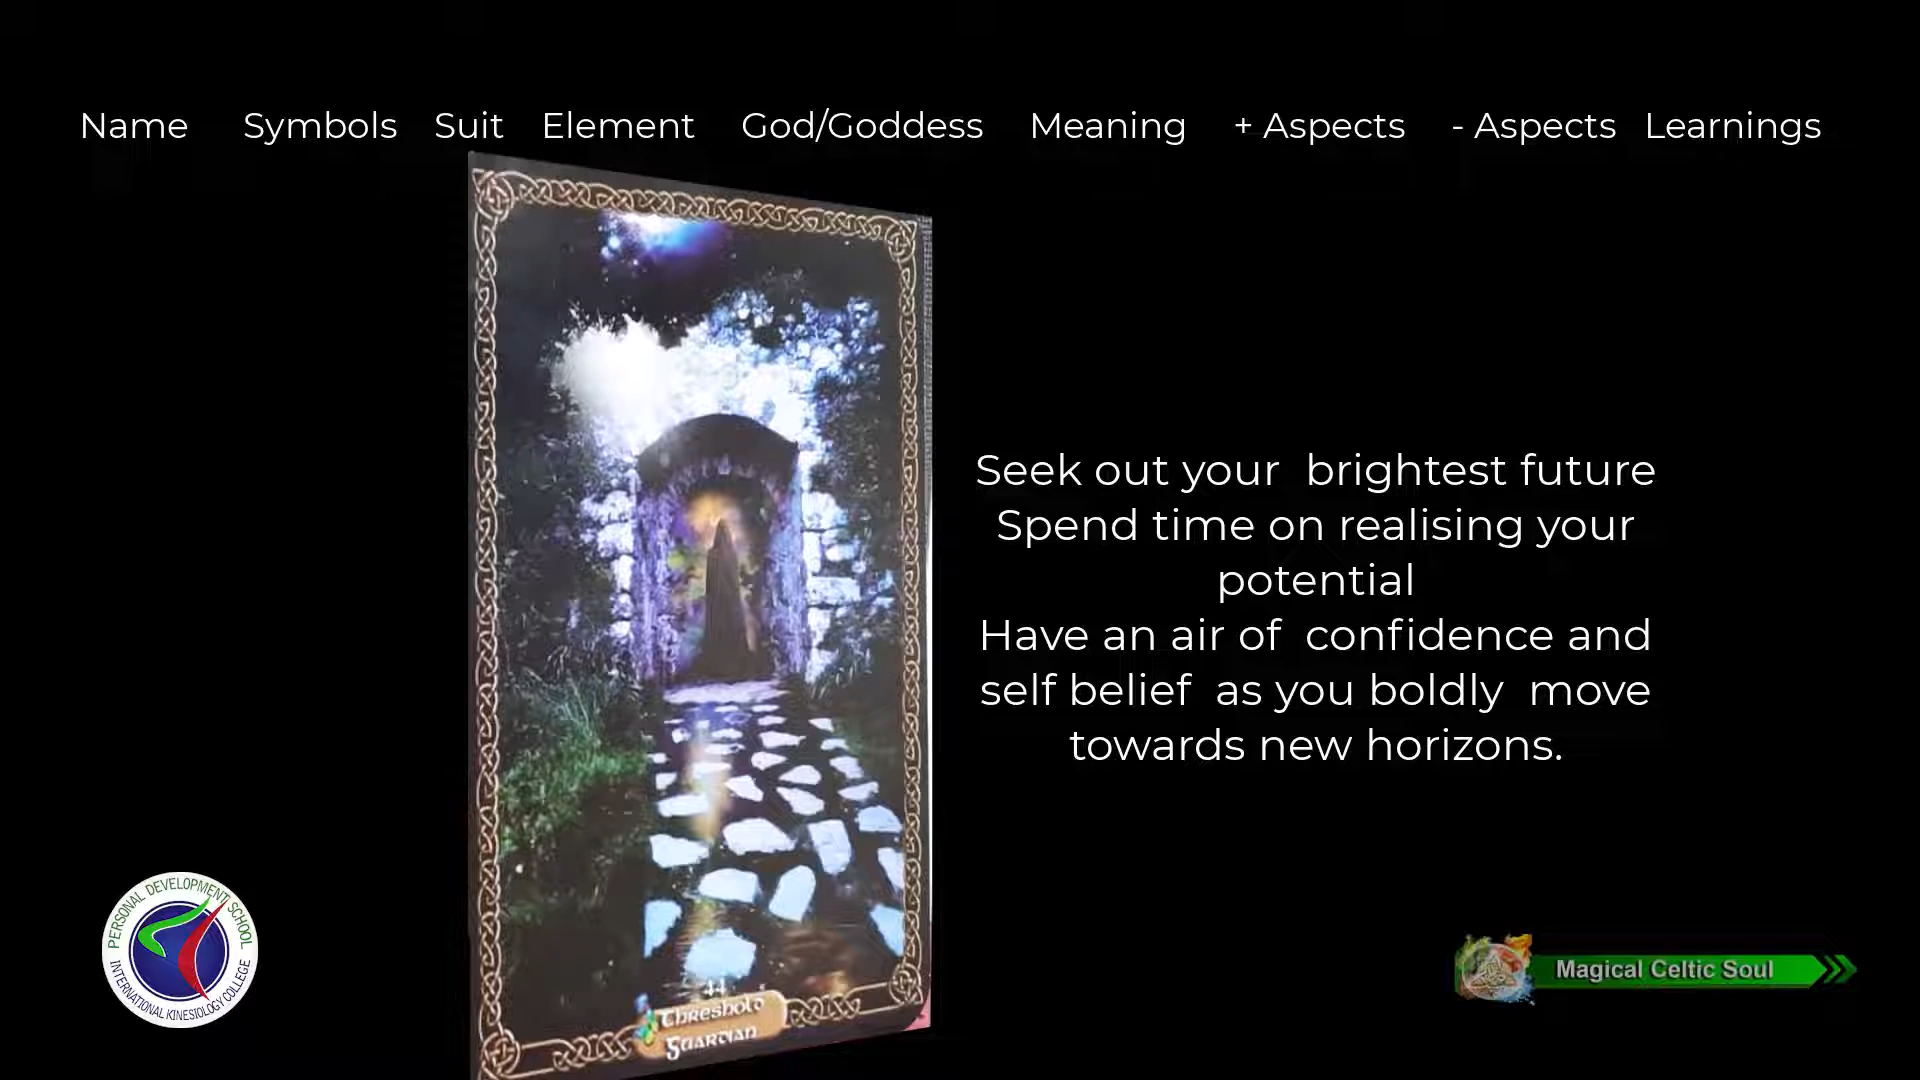 Name Symbols Suit Element God/Goddess Meaning + Aspects - Aspects Learnings
Seek out your brightest future
Spend time on realising your
potential
Have an air of confidence and
self belief as you boldly move
towards new horizons.
44
Threshold
Guardian
PERSONAL DEVELOPMENT SCHOOL
INTERNATIONAL KINESIOLOGY COLLEGE
Magical Celtic Soul